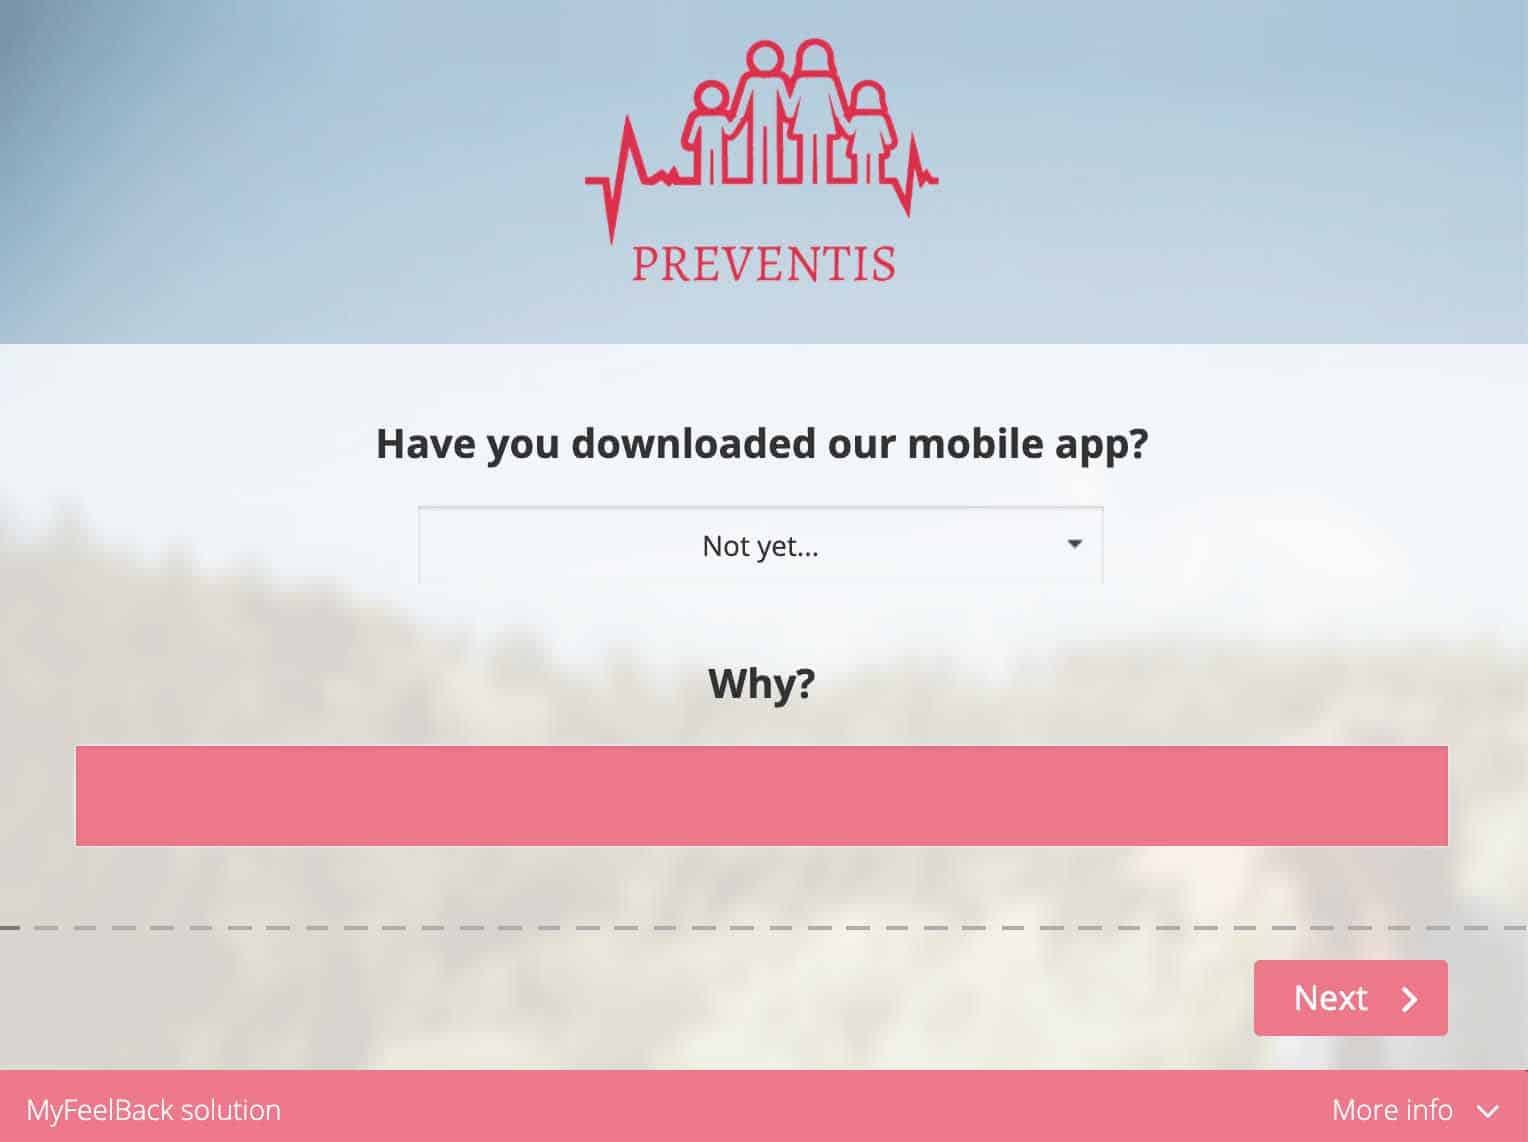 PREVENTIS
Have you downloaded our mobile app?
Not yet...
Why?
Next
MyFeelBack solution
More info